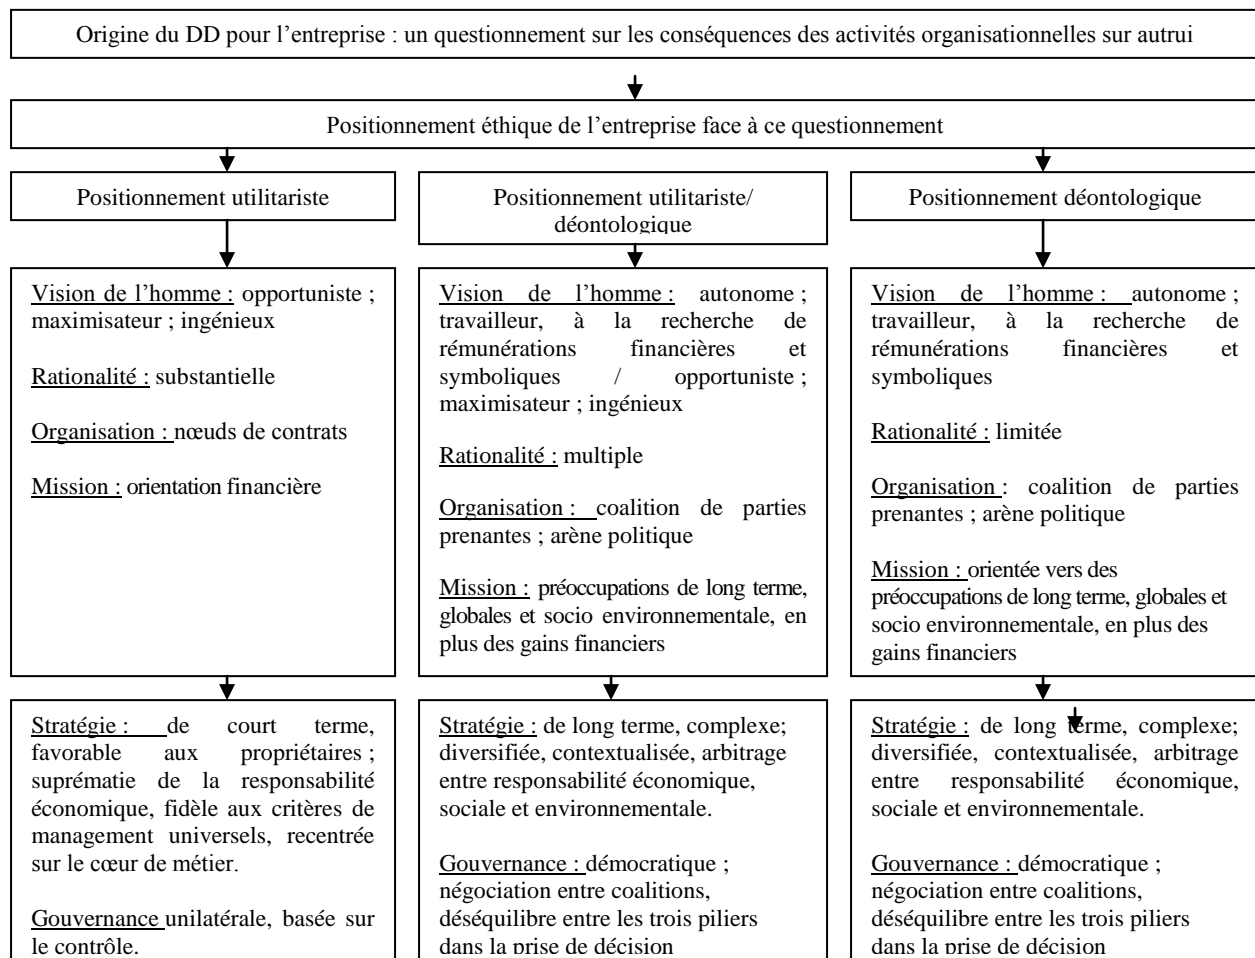 Origine du DD pour l’entreprise : un questionnement sur les conséquences des activités organisationnelles sur autrui
Positionnement éthique de l’entreprise face à ce questionnement
Positionnement utilitariste
Positionnement utilitariste/
déontologique
Positionnement déontologique
Vision de l’homme : opportuniste ;
maximisateur ; ingénieux
Rationalité : substantielle
Organisation : nœuds de contrats
Mission : orientation financière
Vision de l’homme : autonome ;
travailleur, à la recherche de
rémunérations financières et
symboliques / opportuniste ;
maximisateur ; ingénieux
Rationalité : multiple
Organisation : coalition de parties
prenantes ; arène politique
Mission : préoccupations de long terme,
globales et socio environnementale, en
plus des gains financiers
Vision de l’homme : autonome ;
travailleur, à la recherche de
rémunérations financières et
symboliques
Rationalité : limitée
Organisation : coalition de parties
prenantes ; arène politique
Mission : orientée vers des
préoccupations de long terme, globales et
socio environnementale, en plus des
gains financiers
Stratégie : de court terme,
favorable aux propriétaires ;
suprématie de la responsabilité
économique, fidèle aux critères de
management universels, recentrée
sur le cœur de métier.
Gouvernance unilatérale, basée sur
le contrôle.
Stratégie : de long terme, complexe;
diversifiée, contextualisée, arbitrage
entre responsabilité économique,
sociale et environnementale.
Gouvernance : démocratique ;
négociation entre coalitions,
déséquilibre entre les trois piliers
dans la prise de décision
Stratégie : de long terme, complexe;
diversifiée, contextualisée, arbitrage
entre responsabilité économique,
sociale et environnementale.
Gouvernance : démocratique ;
négociation entre coalitions,
déséquilibre entre les trois piliers
dans la prise de décision